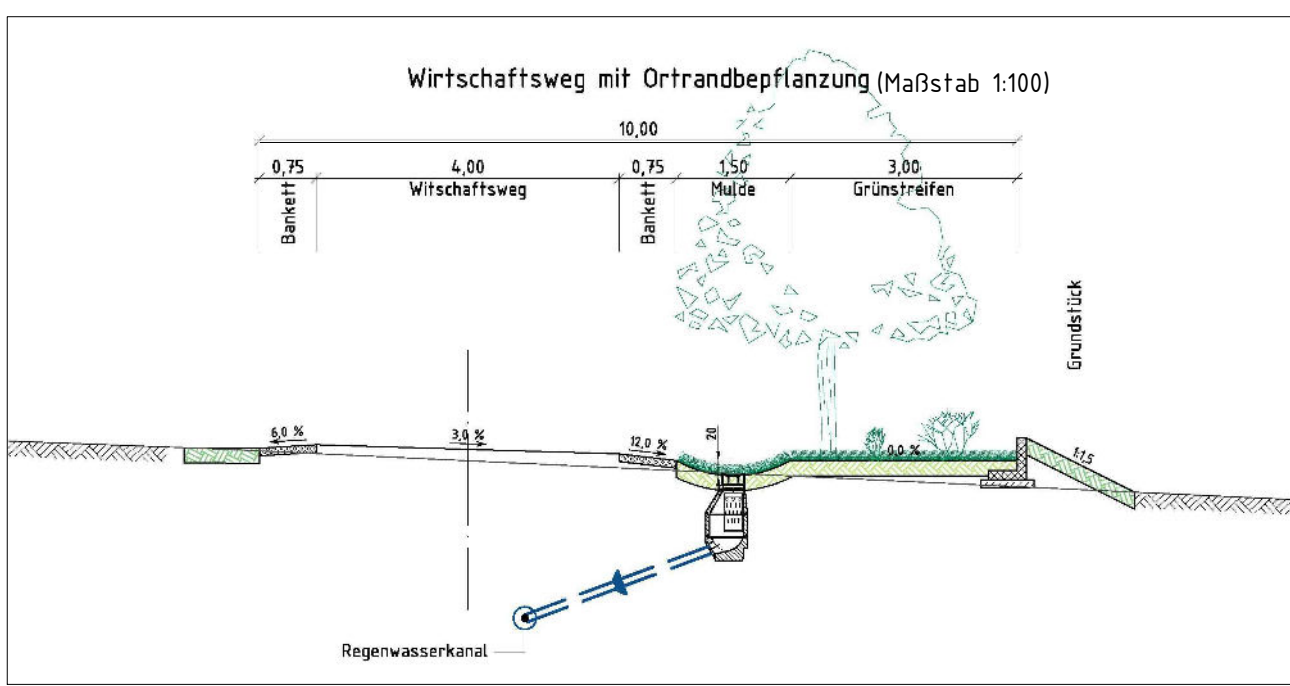 Wirtschaftsweg mit Ortrandbepflanzung (Maßstab 1:100)
10,00
0,75 4,00 0,75 1,50 3,00
Bankett Witschaftsweg Bankett Mulde Grünstreifen
Grundstück
6,0 % 3,0 % 12,0 % 20 0,0 % 1:1,5
Regenwasserkanal